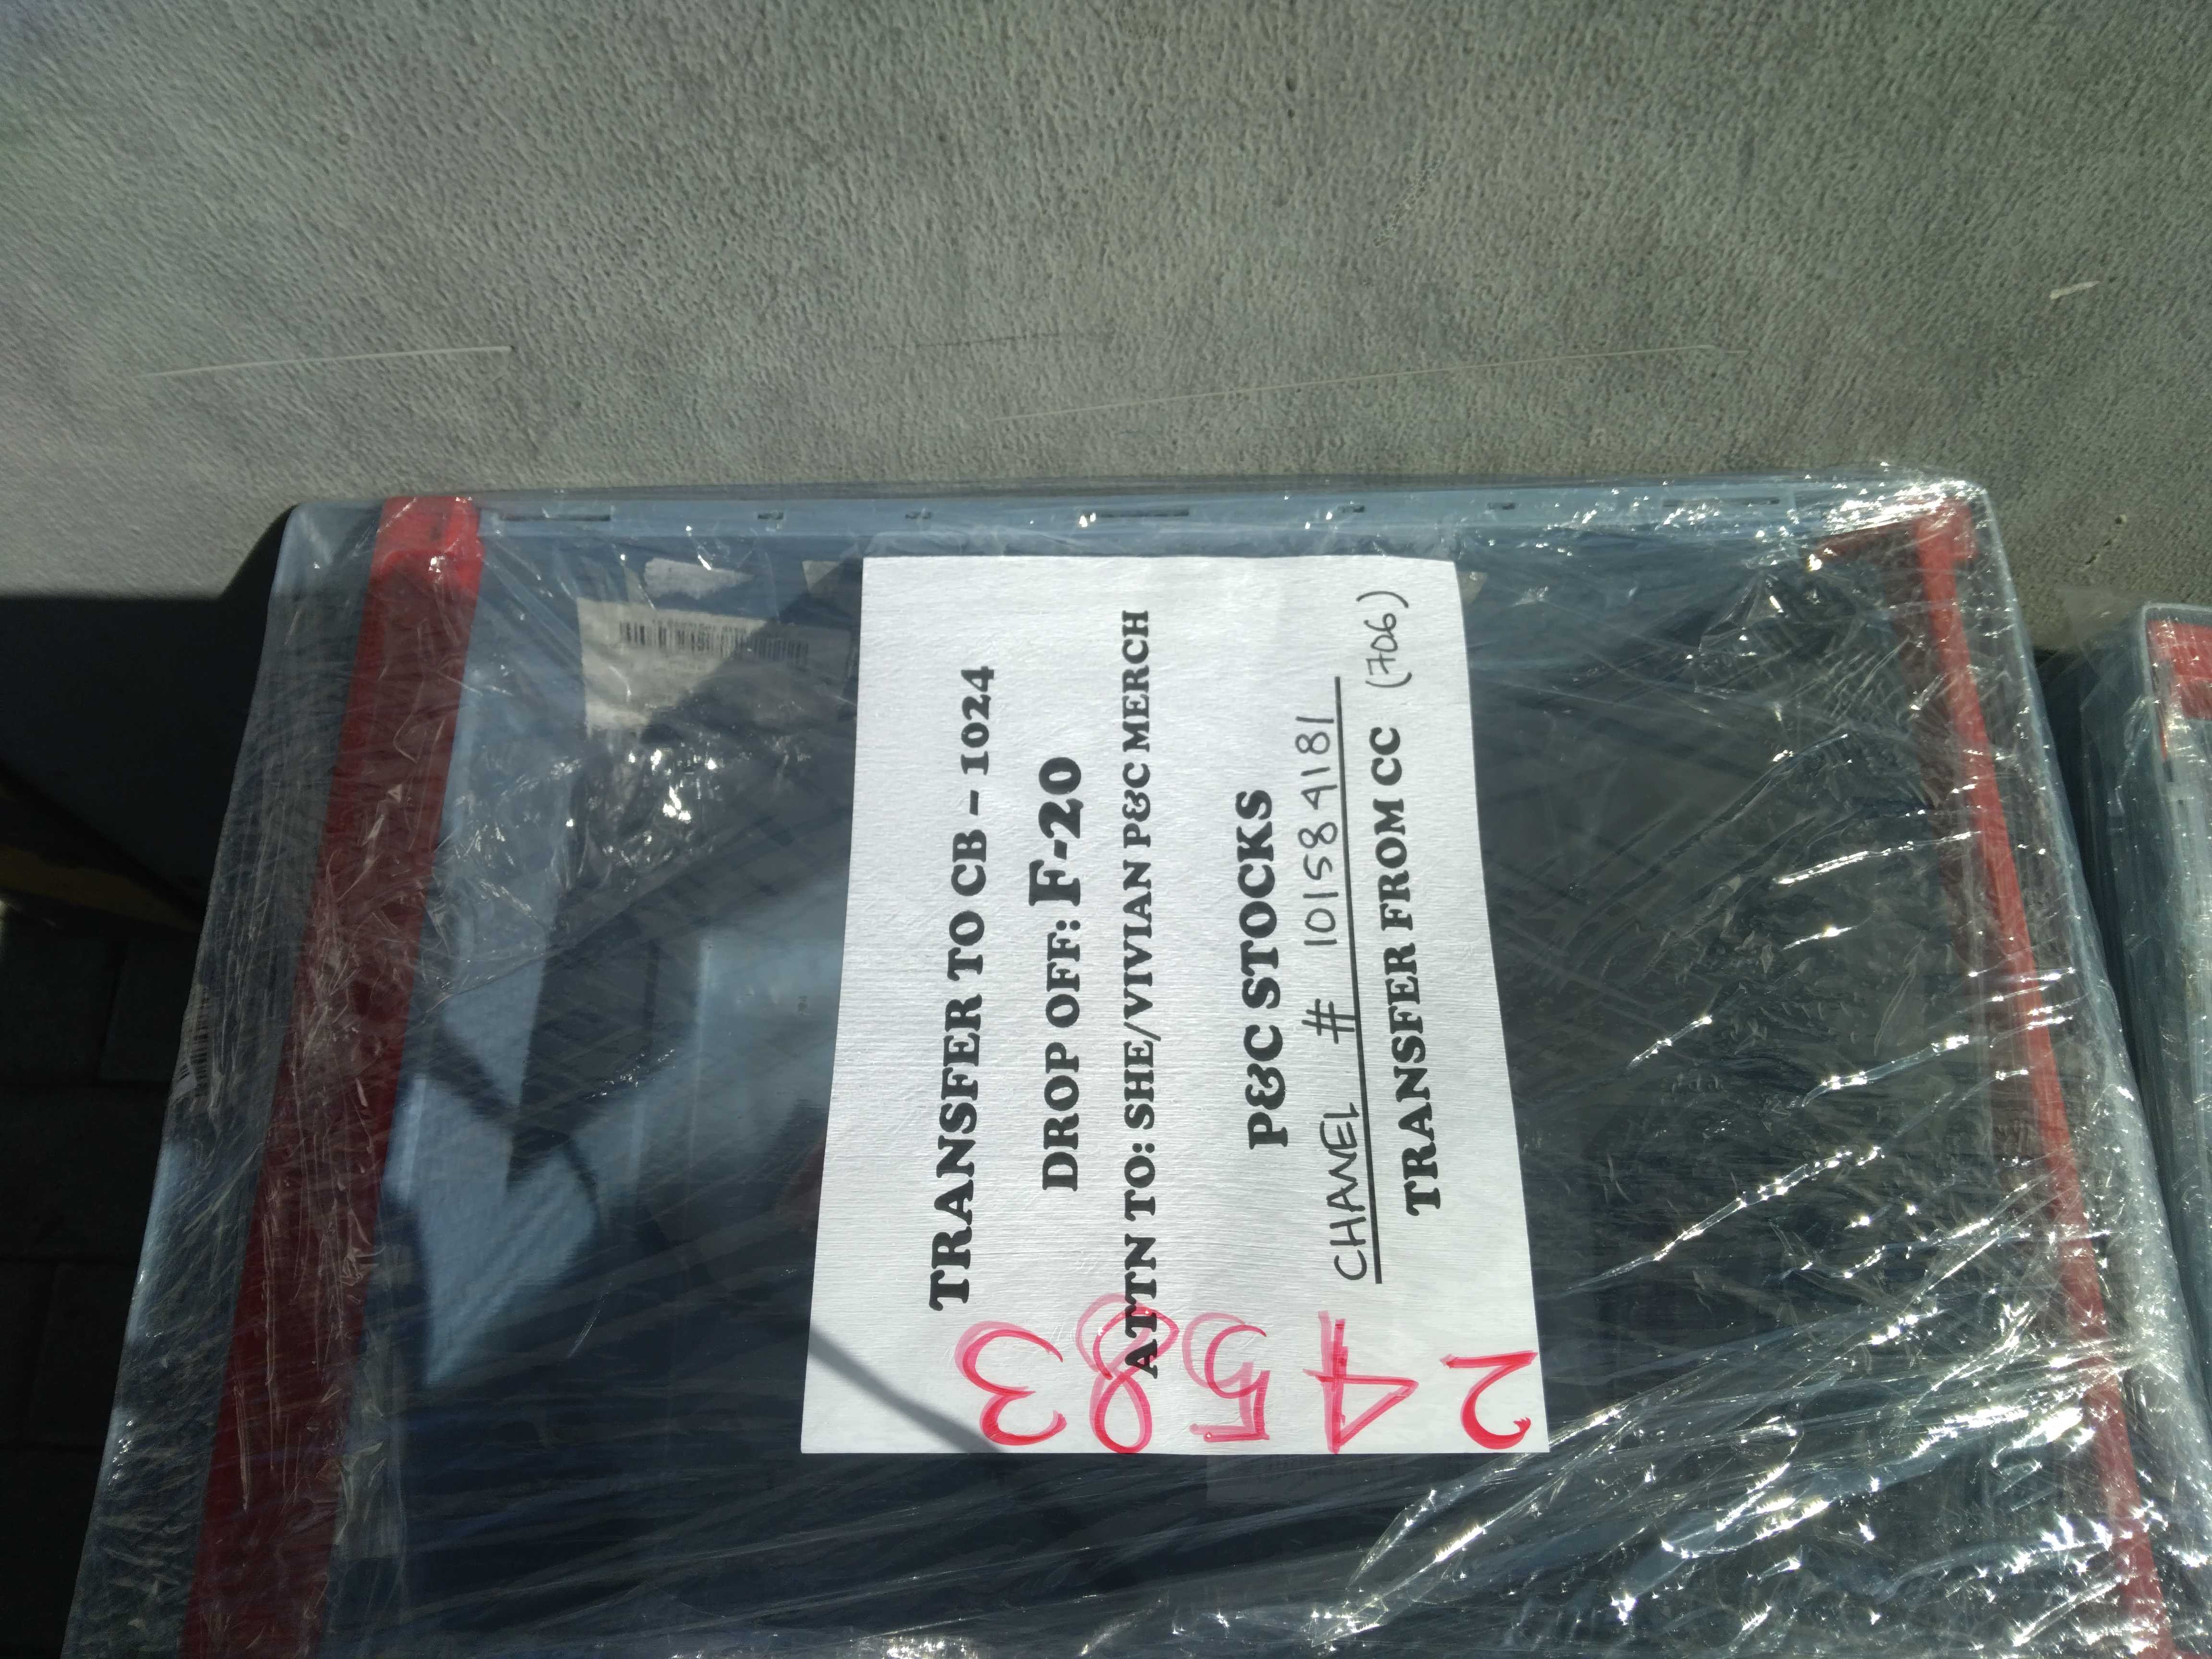 TRANSFER TO CB - 1024
DROP OFF: F-20
ATTN TO: SHE/VIVIAN P&C MERCH
P&C STOCKS
CHANEL # 101584181
TRANSFER FROM CC (706)
24583